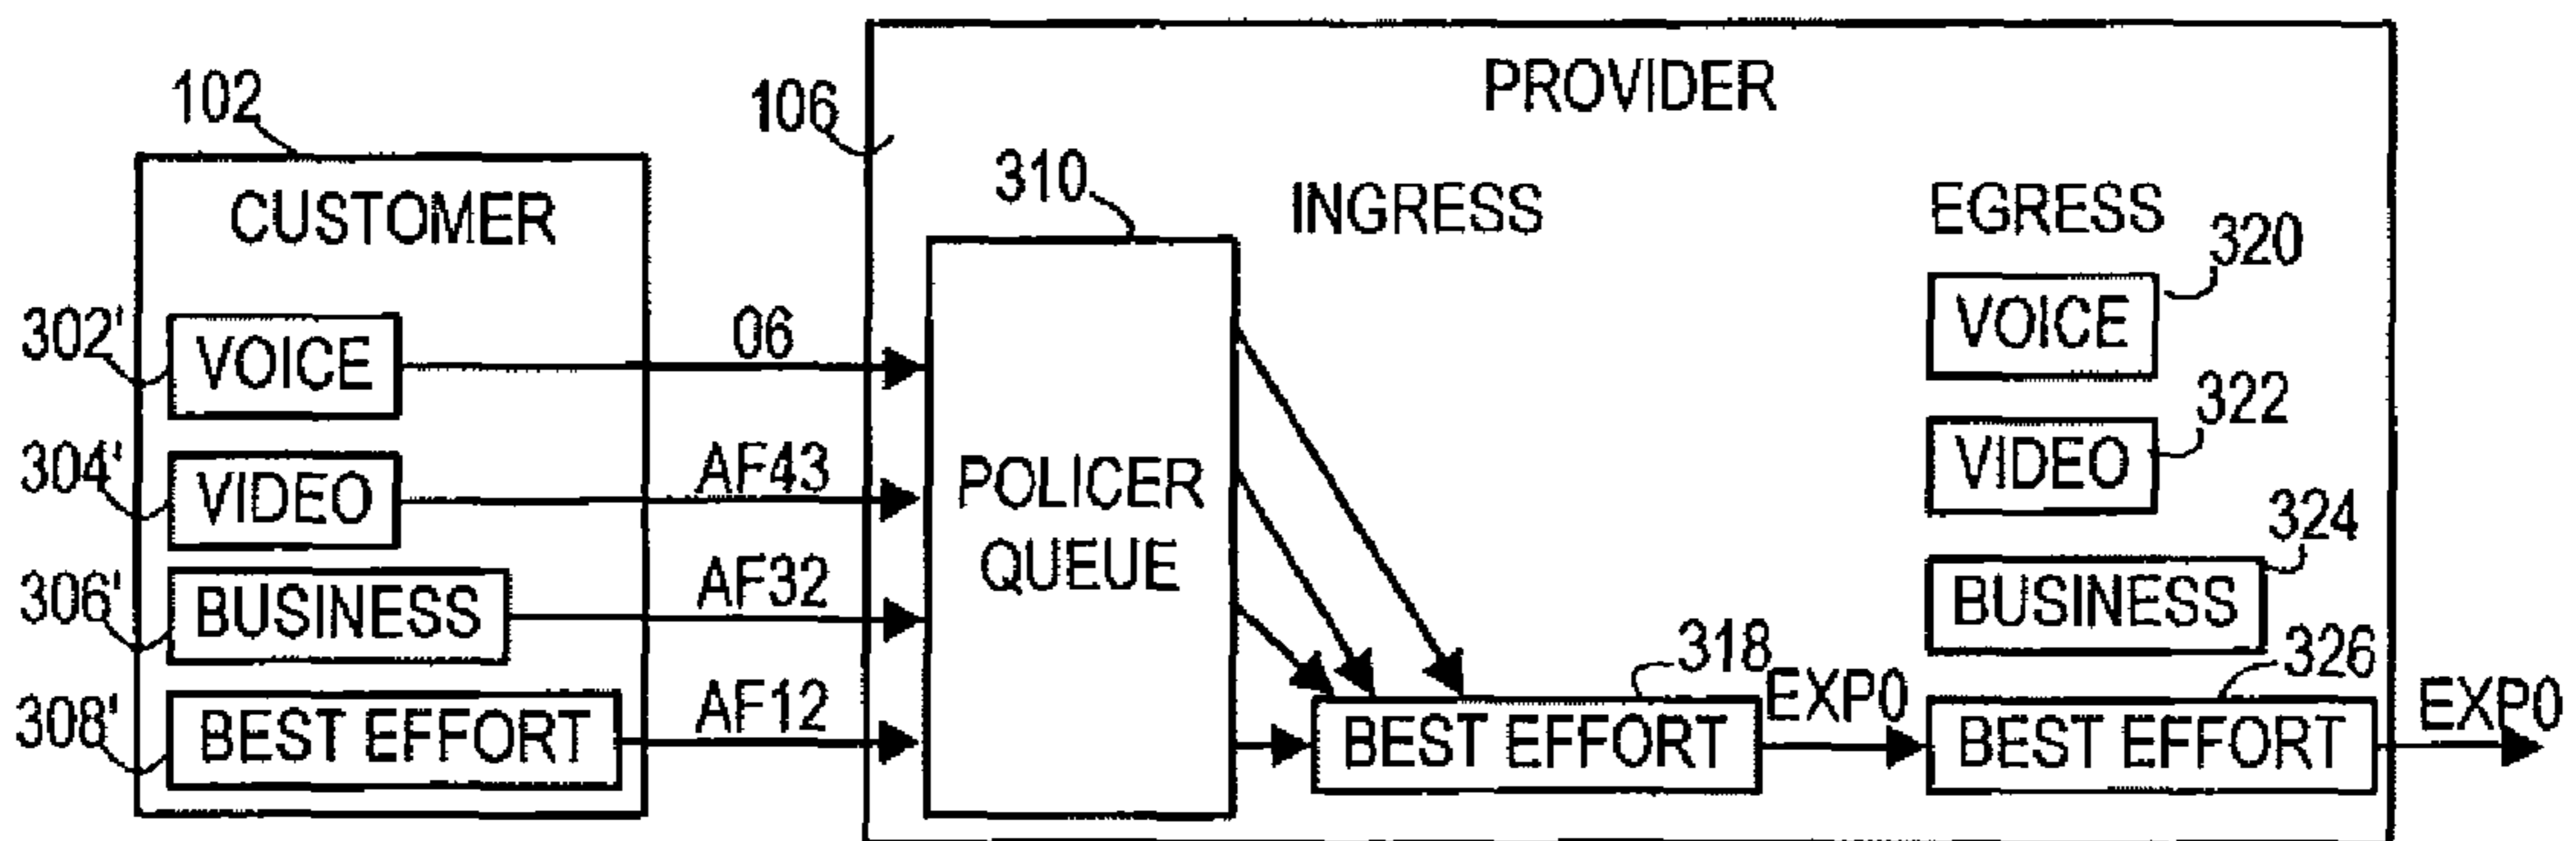 PROVIDER
102
106
CUSTOMER
310
INGRESS
EGRESS
320
302'
VOICE
06
VOICE
304'
VIDEO
AF43
POLICER
QUEUE
322
VIDEO
306'
BUSINESS
AF32
324
BUSINESS
308'
BEST EFFORT
AF12
318
BEST EFFORT
EXP0
326
BEST EFFORT
EXP0